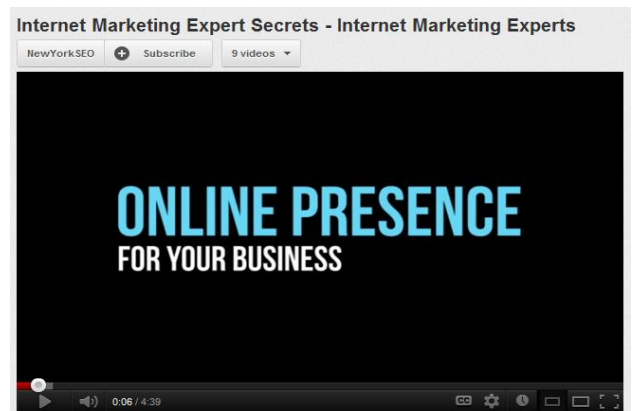 Internet Marketing Expert Secrets - Internet Marketing Experts
NewYorkSEO Subscribe 9 videos
ONLINE PRESENCE
FOR YOUR BUSINESS
0:06 / 4:39 CC